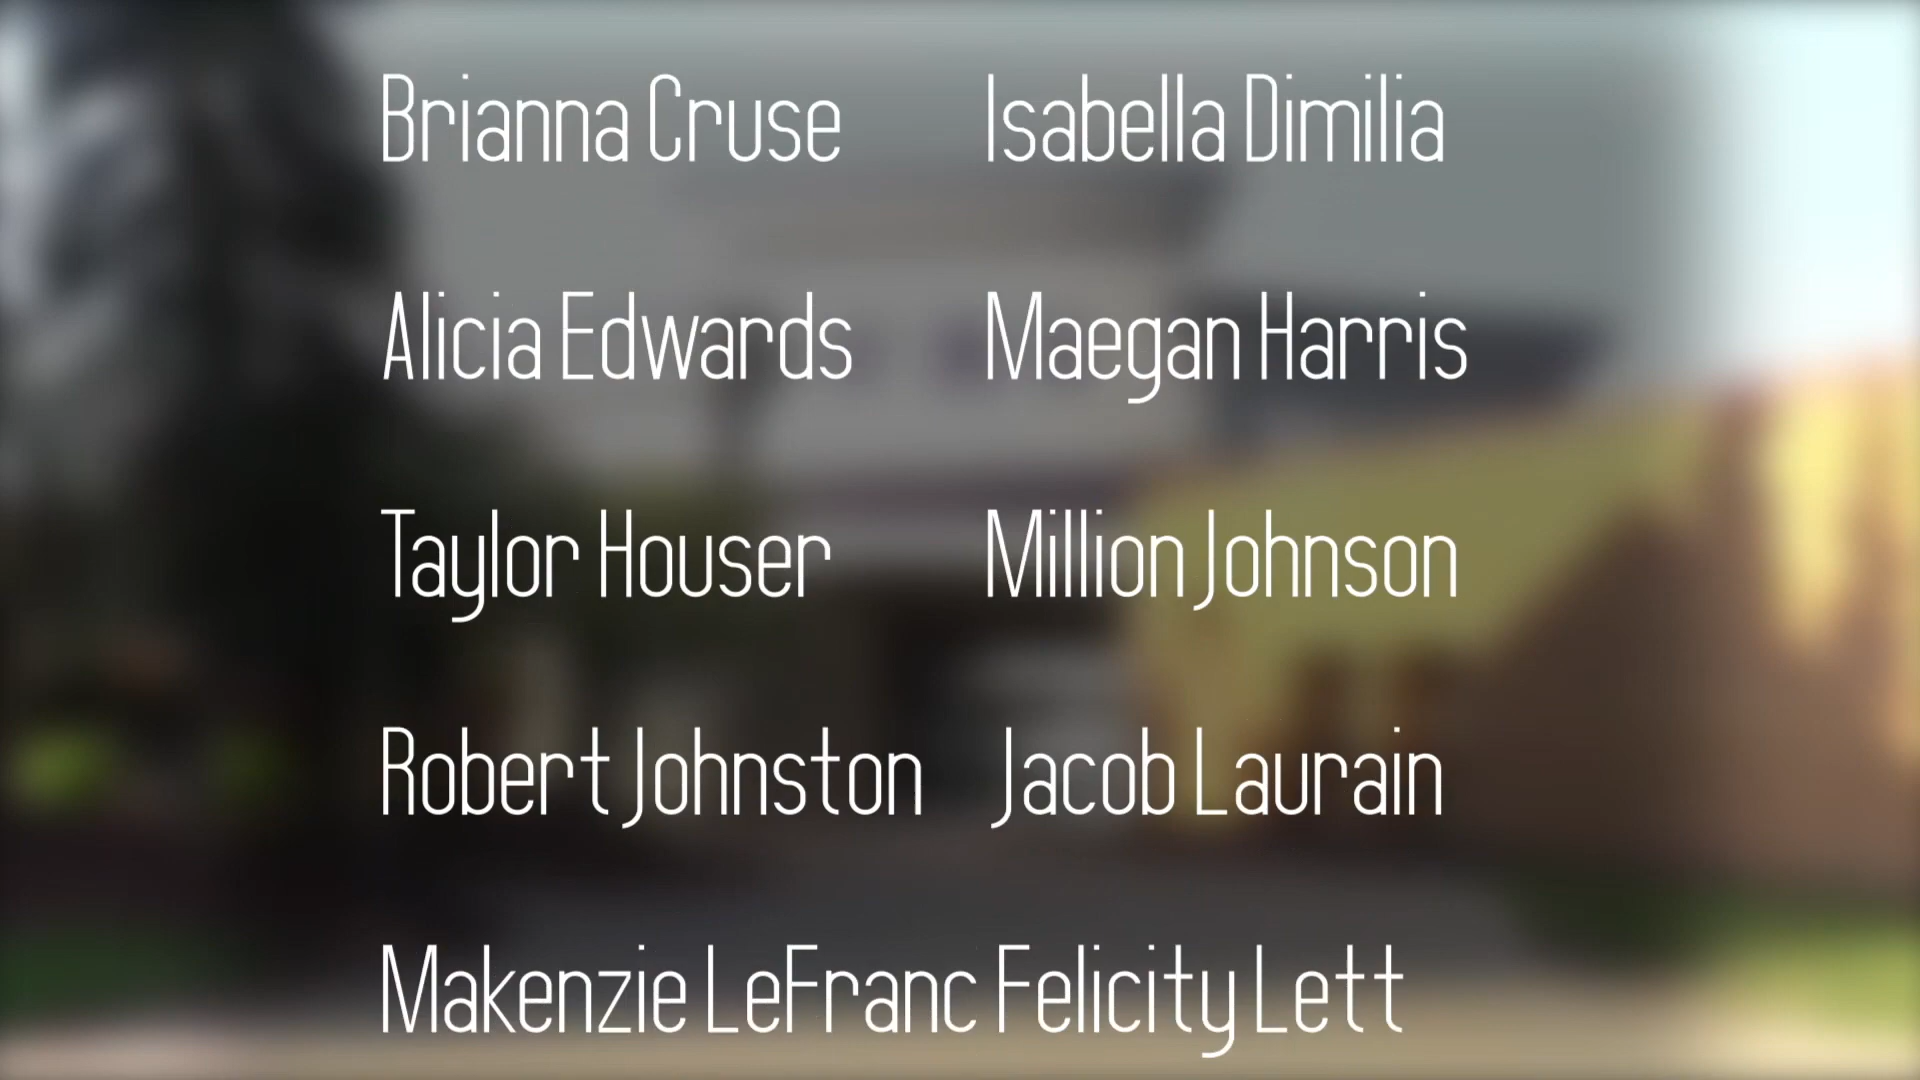 Brianna Cruse Isabella Dimilia
Alicia Edwards Maegan Harris
Taylor Houser Million Johnson
Robert Johnston Jacob Laurain
Makenzie LeFranc Felicity Lett